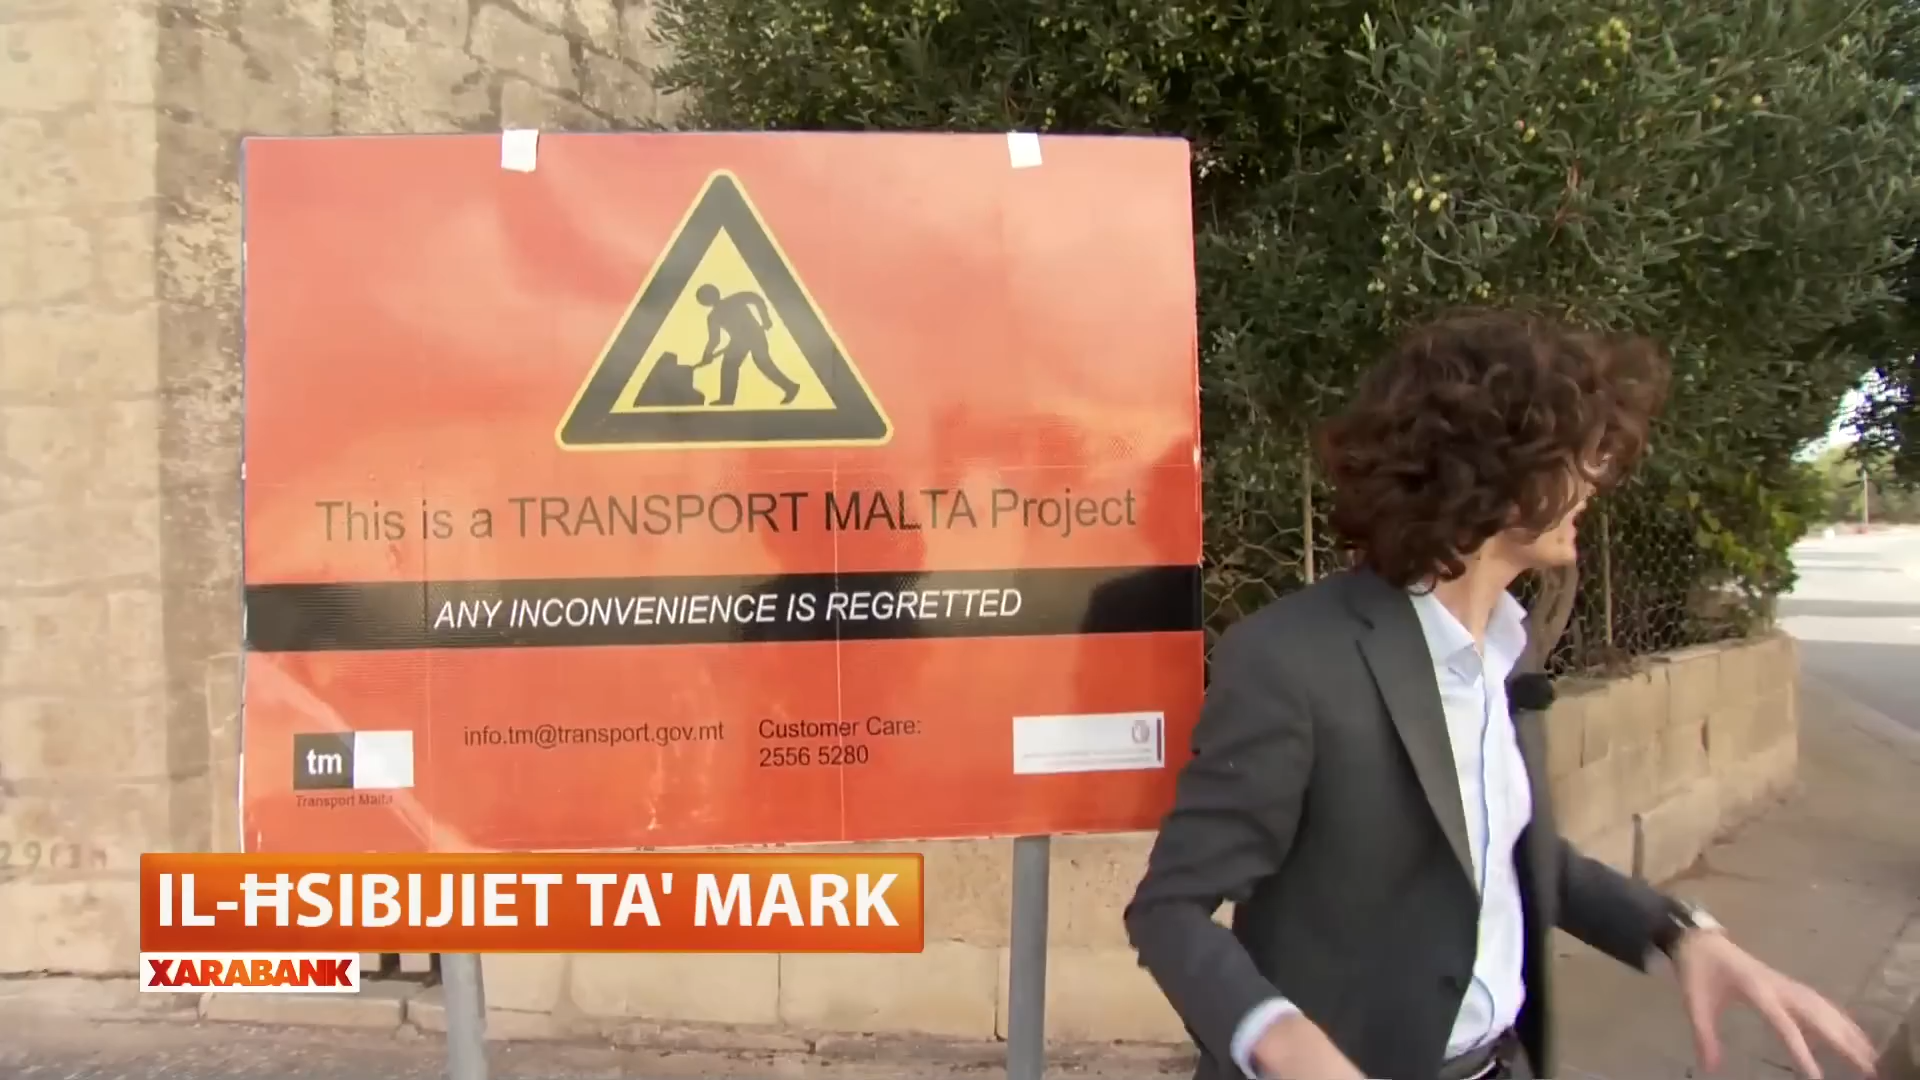 This is a TRANSPORT MALTA Project
ANY INCONVENIENCE IS REGRETTED
info.tm@transport.gov.mt
Customer Care:
2556 5280
tm
Transport Malta
IL-ĦSIBIJIET TA' MARK
XARABANK